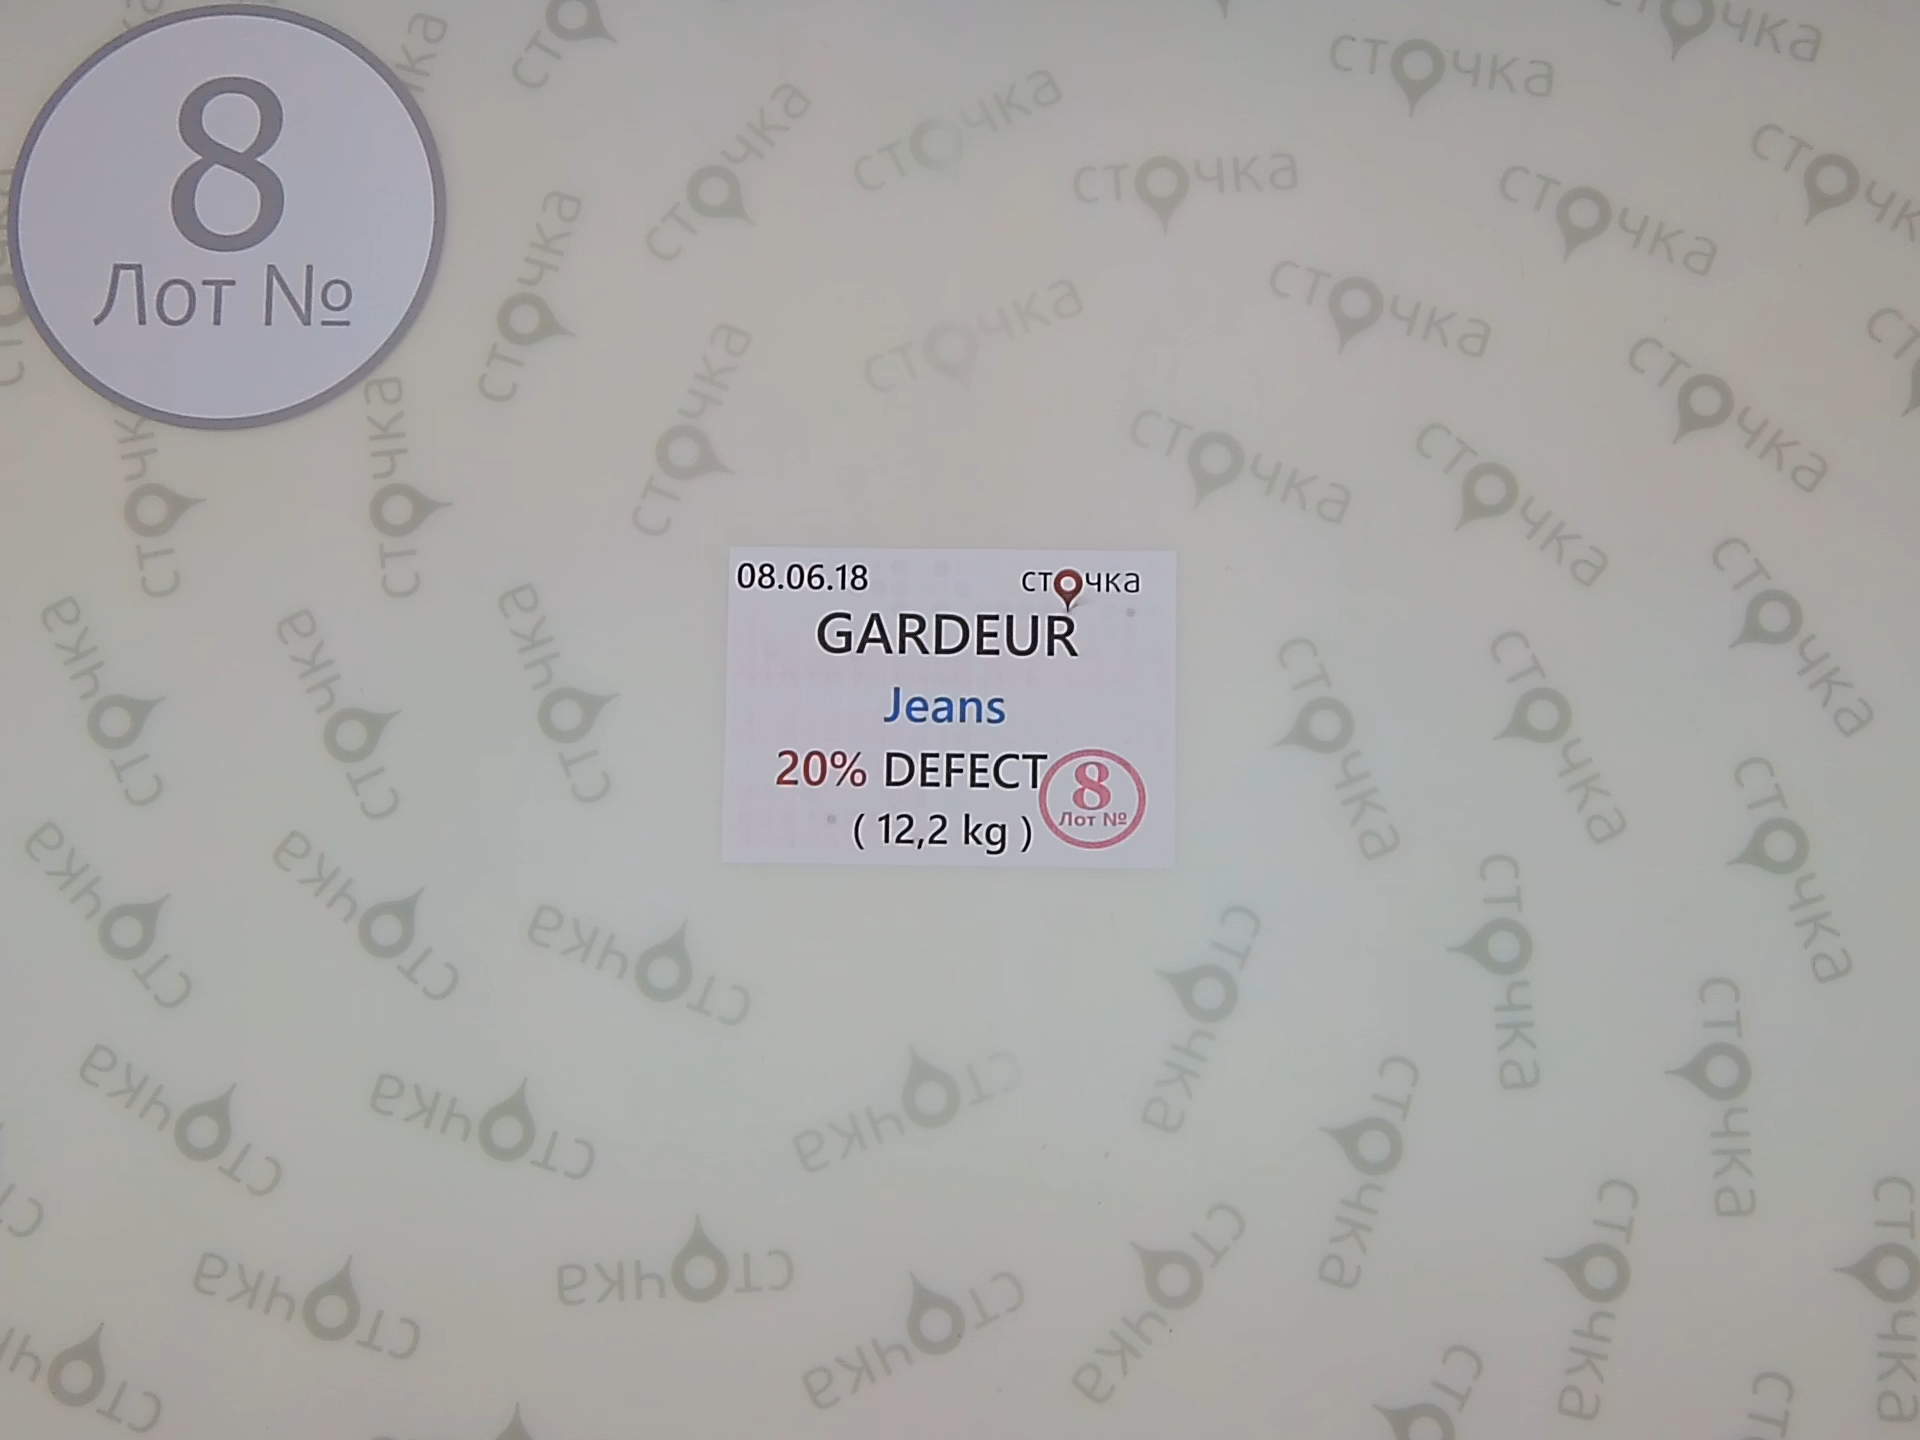 8
Лот №
08.06.18 сточка
GARDEUR
Jeans
20% DEFECT
( 12,2 kg )
8
Лот №